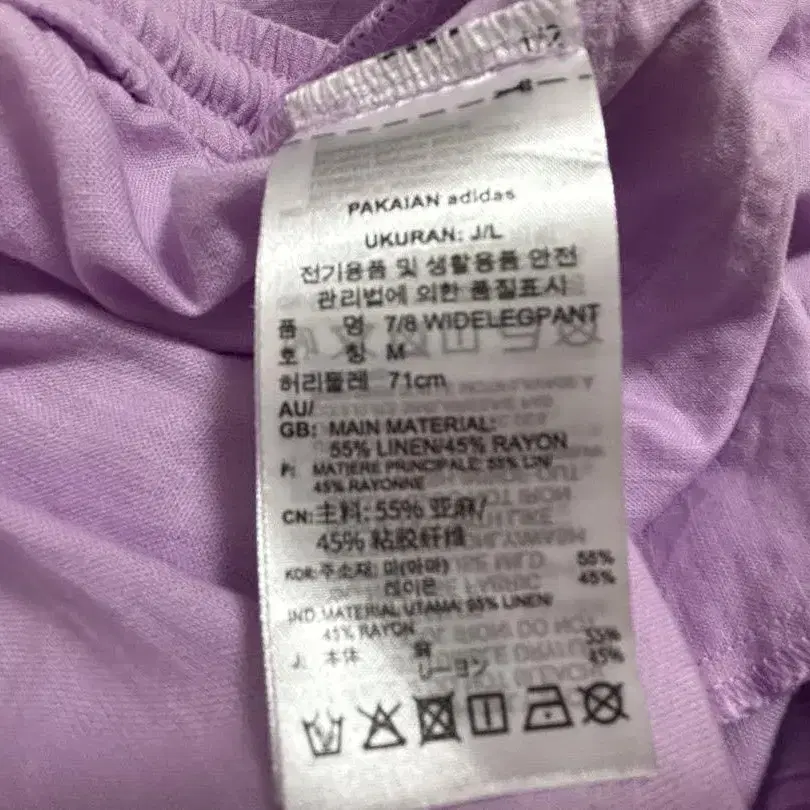 1/2
PAKAIAN adidas
UKURAN: J/L
전기용품 및 생활용품 안전
관리법에 의한 품질표시
품 명 7/8 WIDELEGPANT
호 칭 M
허리둘레 71cm
AU/
GB: MAIN MATERIAL:
55% LINEN/45% RAYON
F: MATIERE PRINCIPALE: 55% LIN/
45% RAYONNE
CN: 主料: 55% 亚麻/
45% 粘胶纤维
KOR: 주소재: 마(아마) 55%
레이온 45%
IND: MATERIAL UTAMA: 55% LINEN/
45% RAYON
J: 本体 麻 55%
レーヨン 45%